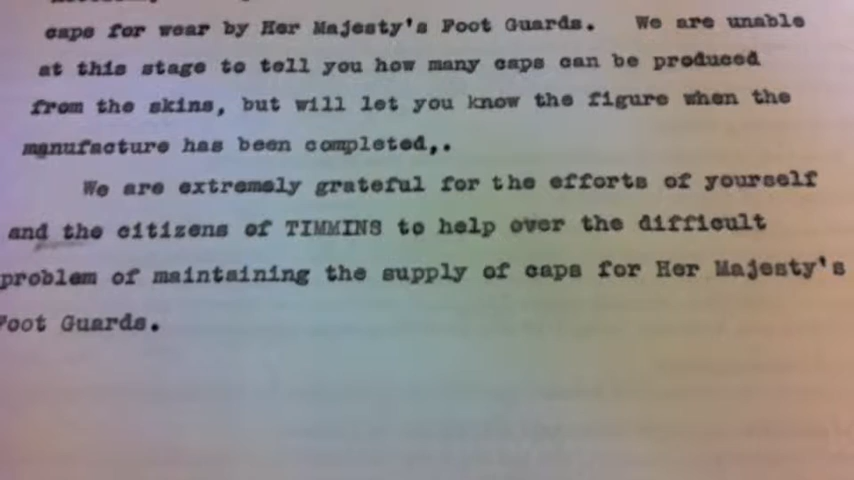 caps for wear by Her Majesty's Foot Guards. We are unable
at this stage to tell you how many caps can be produced
from the skins, but will let you know the figure when the
manufacture has been completed,.
We are extremely grateful for the efforts of yourself
and the citizens of TIMMINS to help over the difficult
problem of maintaining the supply of caps for Her Majesty's
Foot Guards.